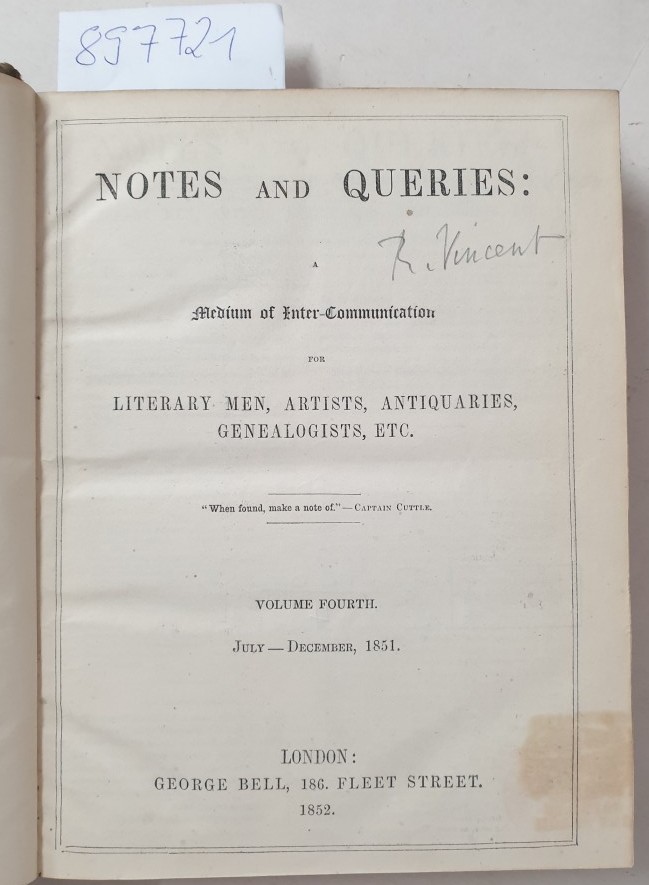 897721
NOTES AND QUERIES:
R. Vincent
A
Medium of Inter-Communication
FOR
LITERARY MEN, ARTISTS, ANTIQUARIES,
GENEALOGISTS, ETC.
"When found, make a note of."—CAPTAIN CUTTLE.
VOLUME FOURTH.
JULY—DECEMBER, 1851.
LONDON:
GEORGE BELL, 186. FLEET STREET.
1852.